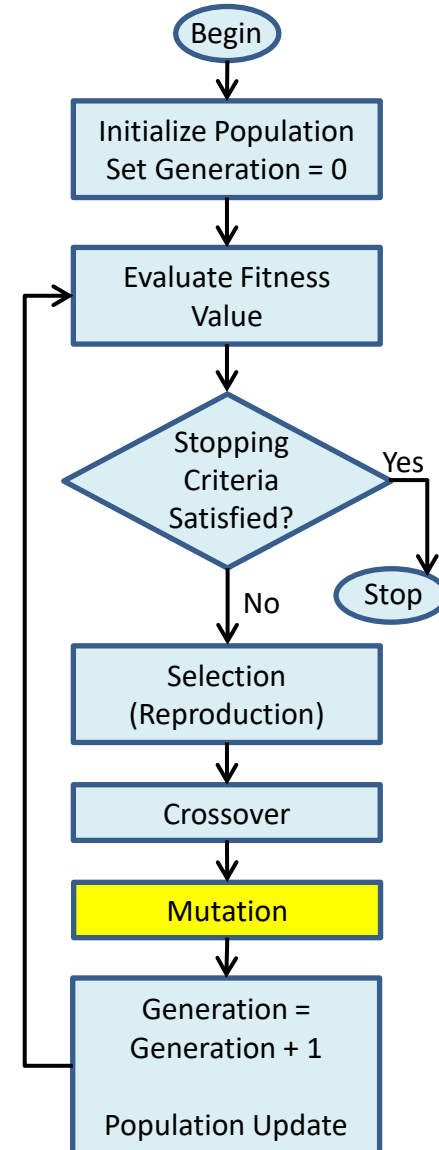 Begin
Initialize Population
Set Generation = 0
Evaluate Fitness
Value
Stopping
Criteria
Satisfied?
Yes
Stop
No
Selection
(Reproduction)
Crossover
Mutation
Generation =
Generation + 1
Population Update